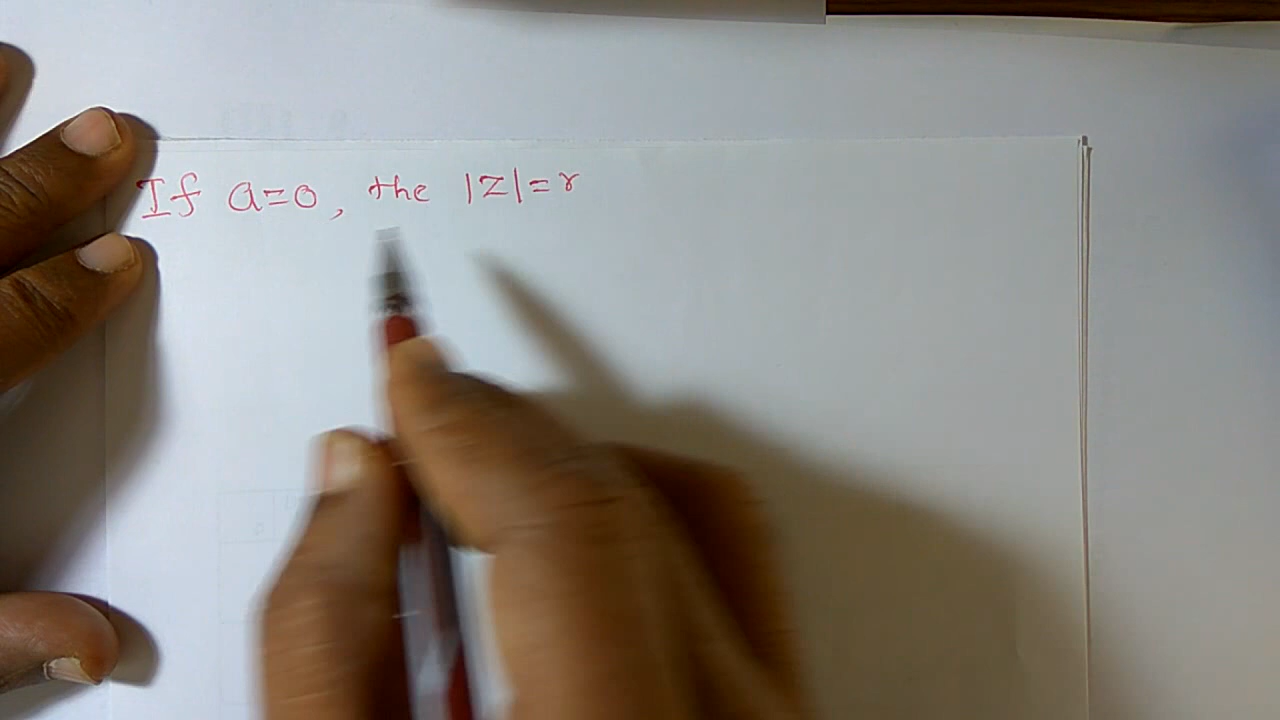 If a=0, the |z|=r